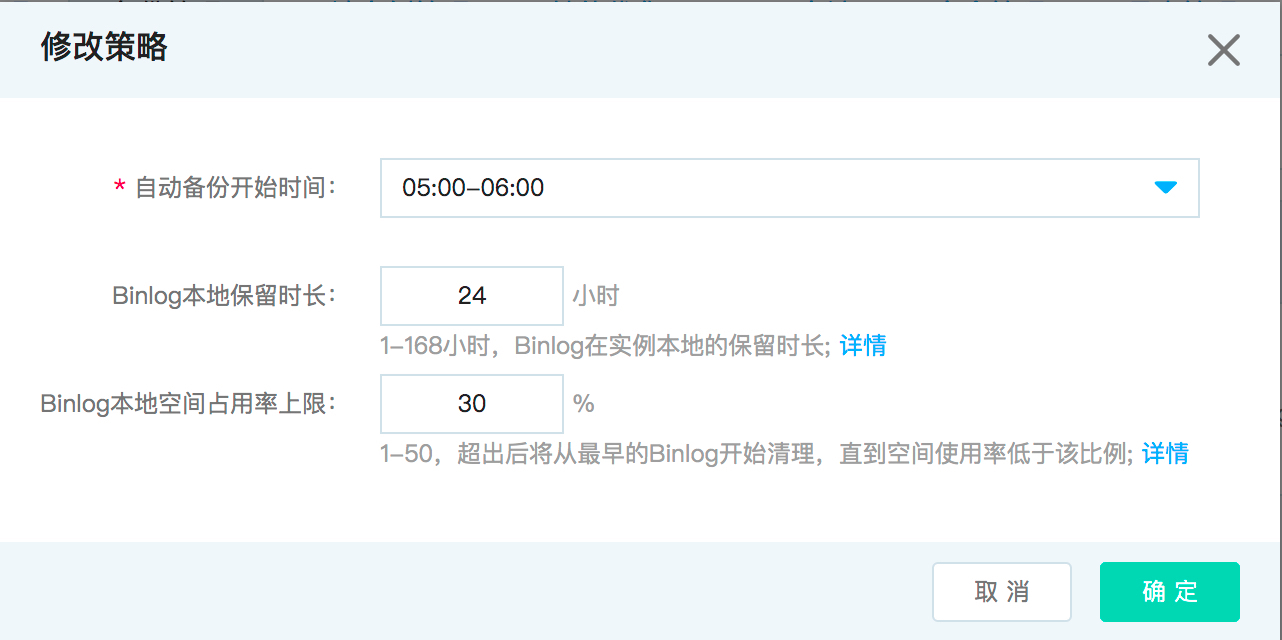 修改策略
* 自动备份开始时间： 05:00-06:00
Binlog本地保留时长： 24 小时
1-168小时，Binlog在实例本地的保留时长; 详情
Binlog本地空间占用率上限： 30 %
1-50，超出后将从最早的Binlog开始清理，直到空间使用率低于该比例; 详情
取 消 确 定